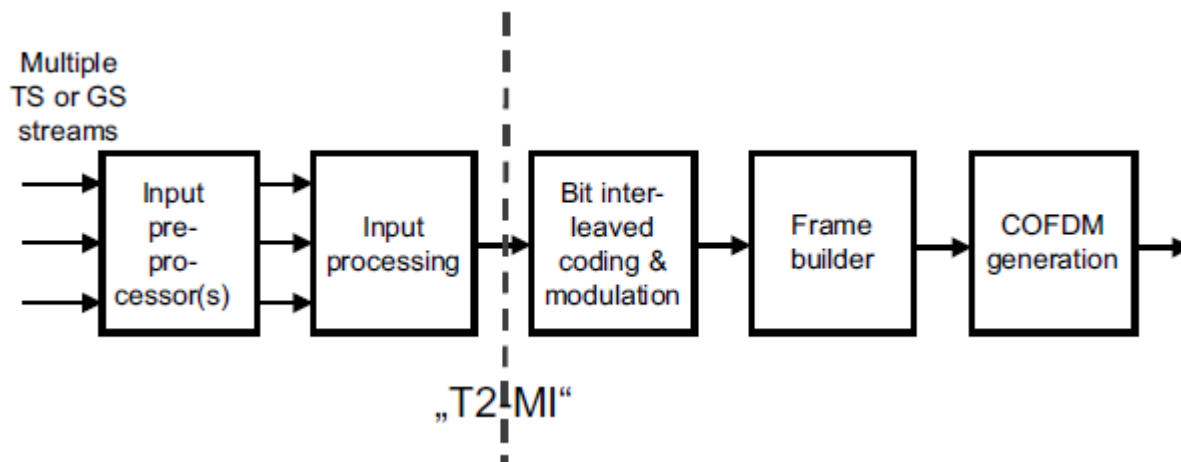 Multiple
TS or GS
streams
Input
pre-
pro-
cessor(s)
Input
processing
Bit inter-
leaved
coding &
modulation
Frame
builder
COFDM
generation
„T2-MI“